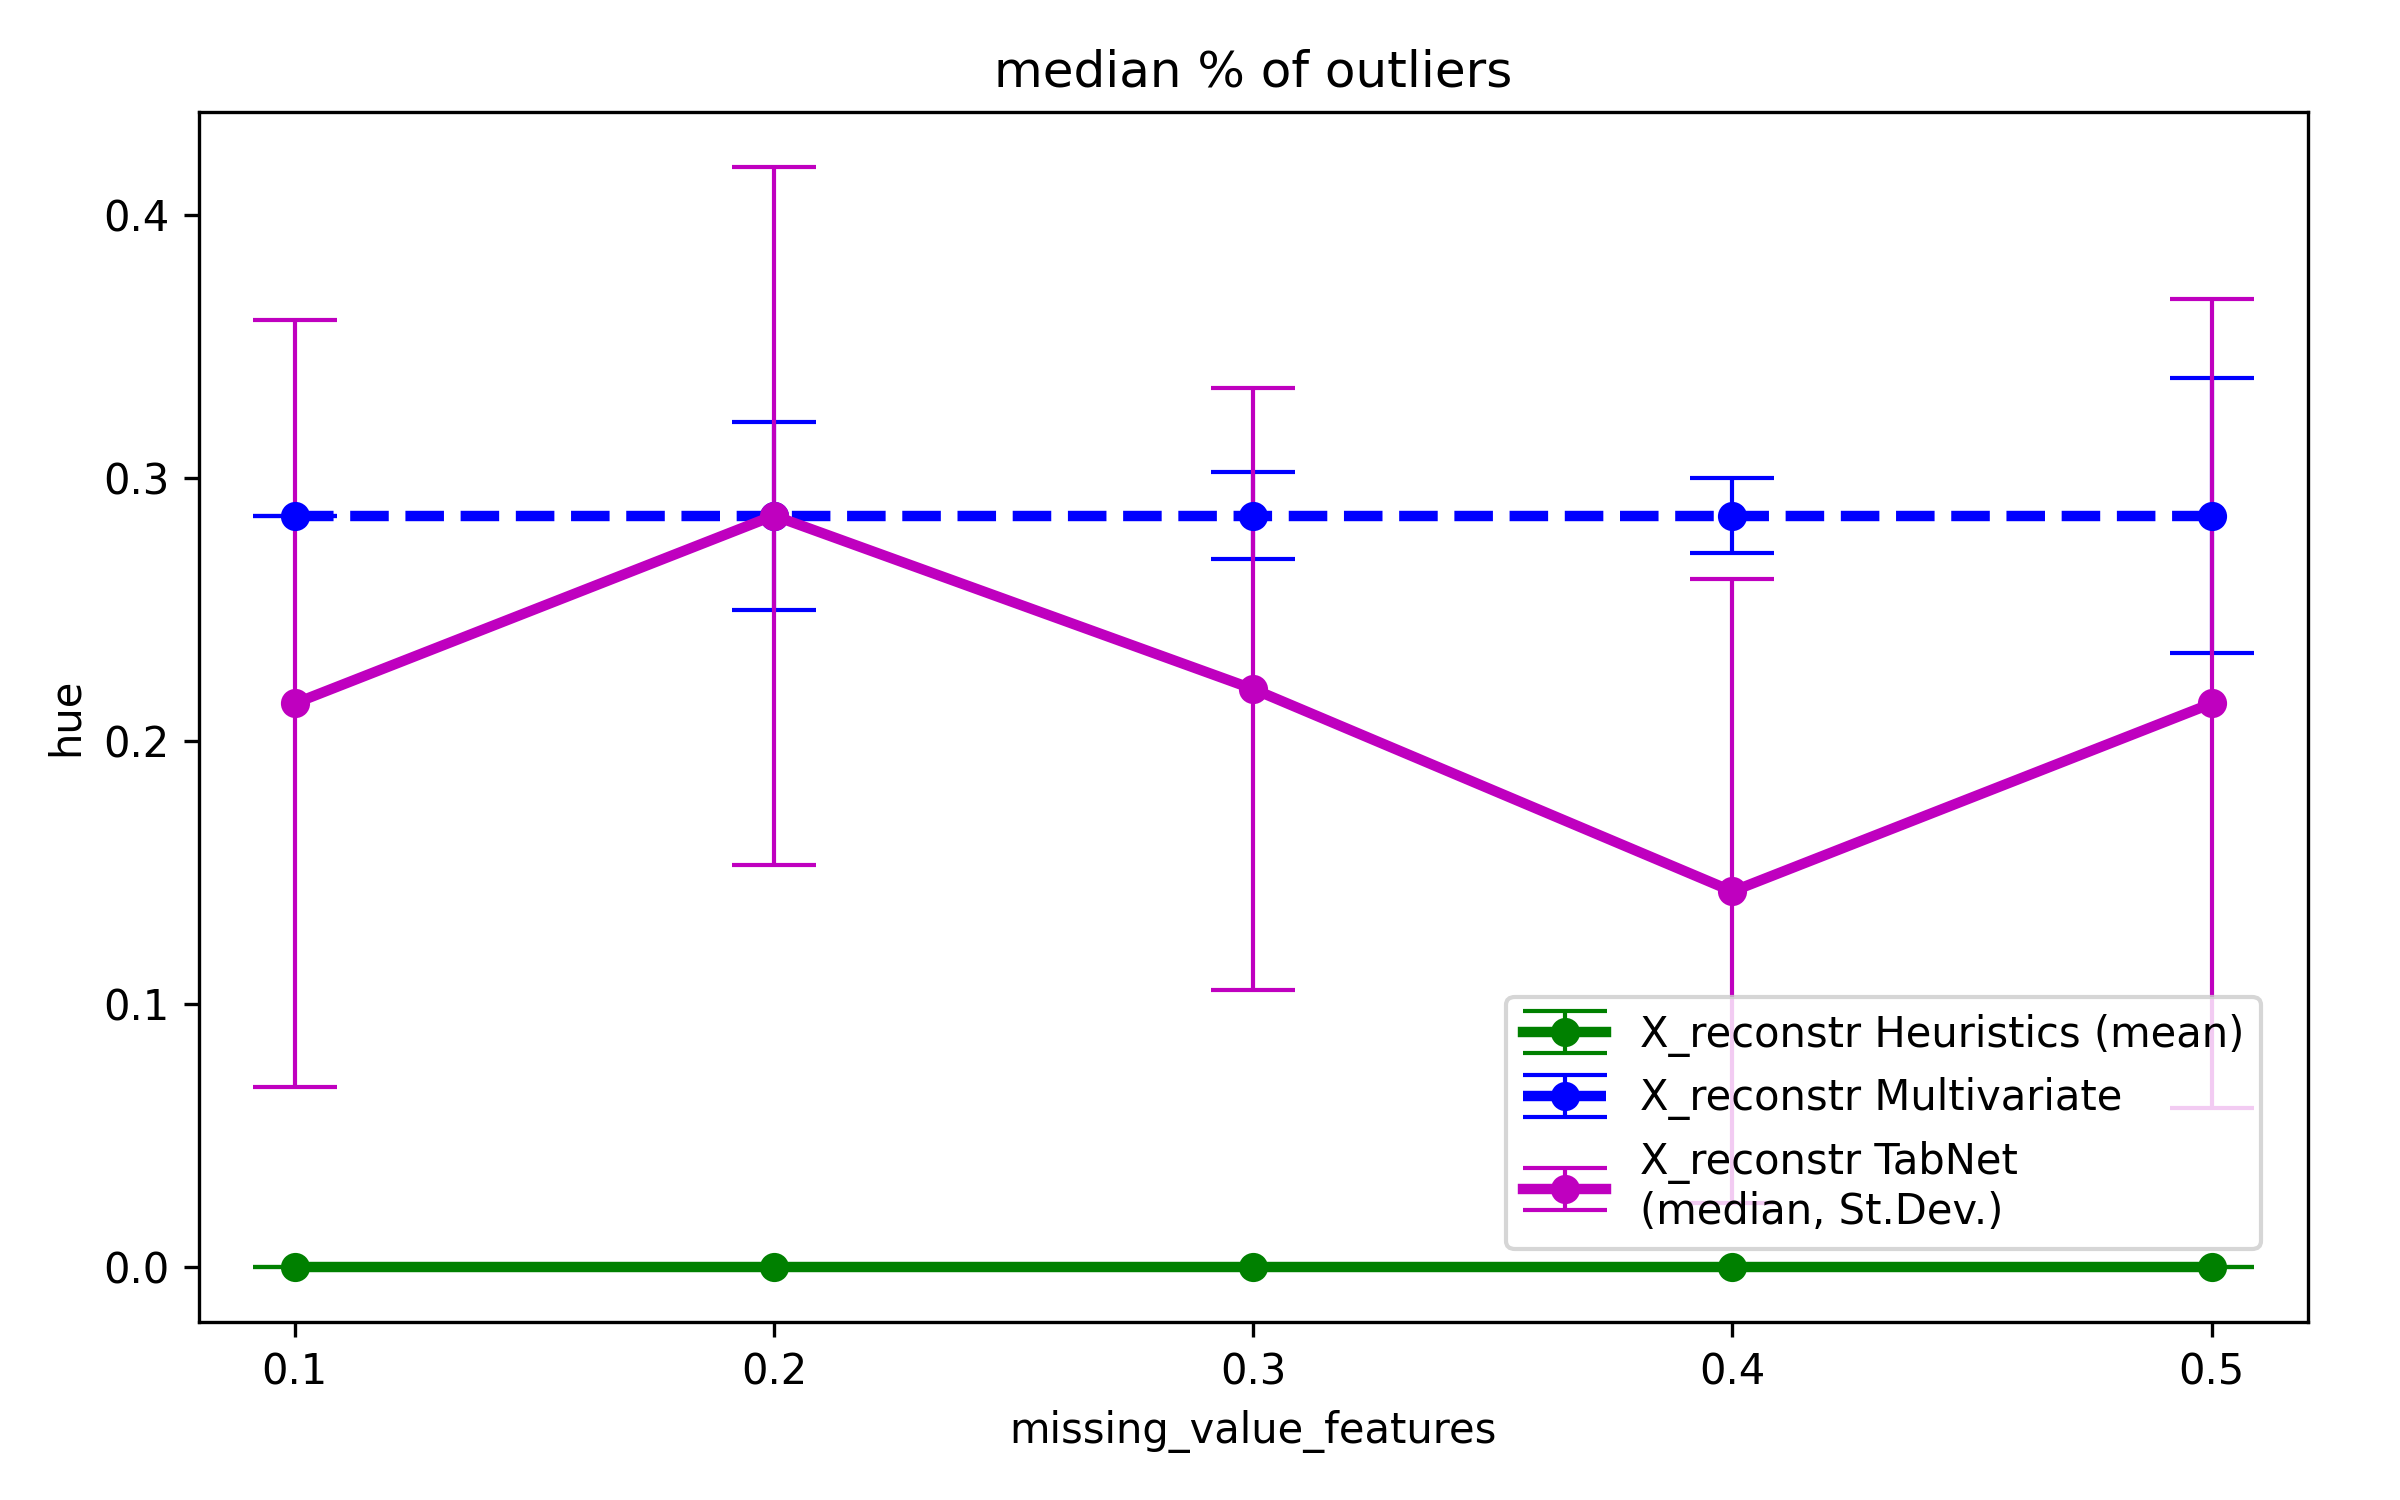 median % of outliers
hue
0.4
0.3
0.2
0.1
0.0
X_reconstr Heuristics (mean)
X_reconstr Multivariate
X_reconstr TabNet
(median, St.Dev.)
0.1 0.2 0.3 0.4 0.5
missing_value_features